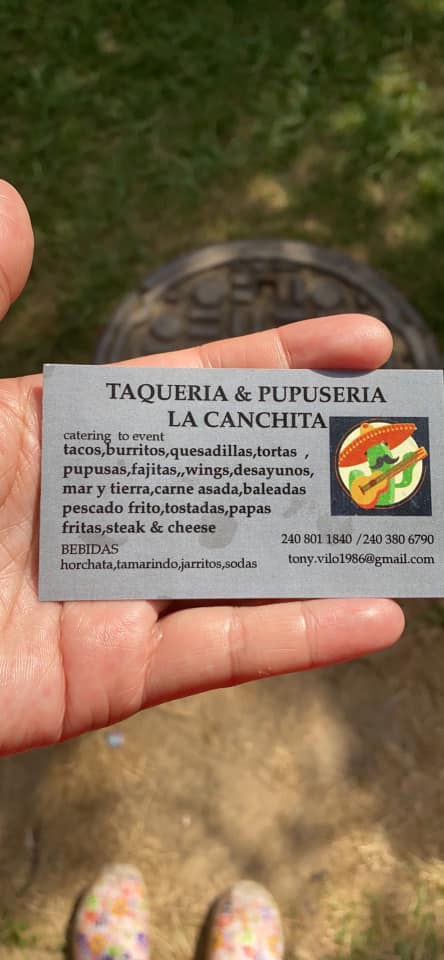 TAQUERIA & PUPUSERIA
LA CANCHITA
catering to event
tacos,burritos,quesadillas,tortas ,
pupusas,fajitas,,wings,desayunos,
mar y tierra,carne asada,baleadas
pescado frito,tostadas,papas
fritas,steak & cheese
BEBIDAS
horchata,tamarindo,jarritos,sodas
240 801 1840 /240 380 6790
tony.vilo1986@gmail.com